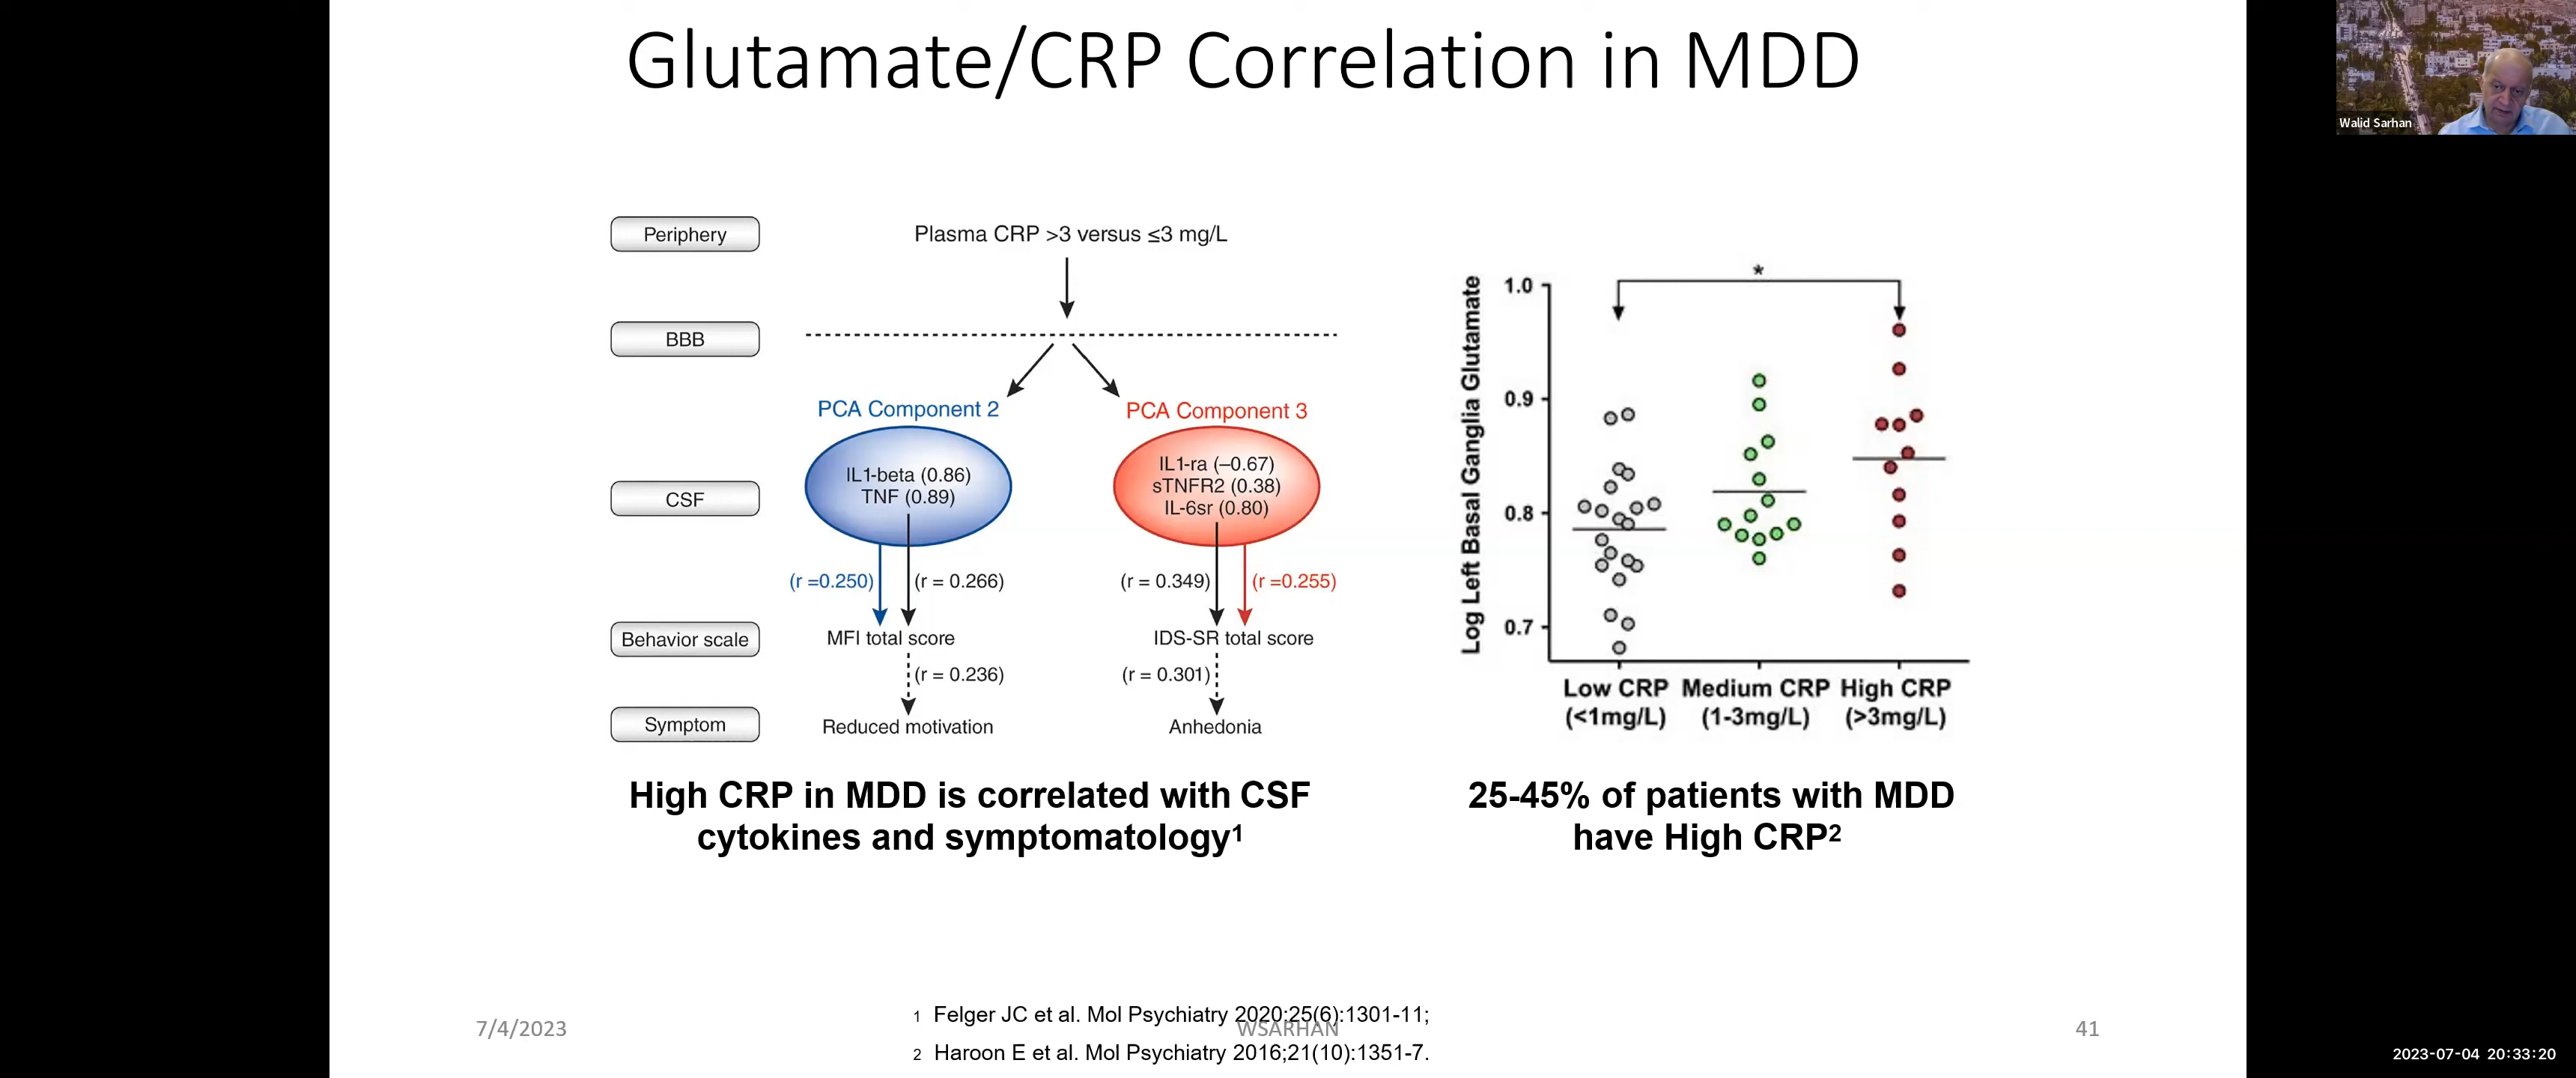 Glutamate/CRP Correlation in MDD
Walid Sarhan
Periphery
Plasma CRP >3 versus ≤3 mg/L
BBB
PCA Component 2
PCA Component 3
CSF
IL1-beta (0.86)
TNF (0.89)
IL1-ra (–0.67)
sTNFR2 (0.38)
IL-6sr (0.80)
(r =0.250)
(r = 0.266)
(r = 0.349)
(r =0.255)
Behavior scale
MFI total score
IDS-SR total score
(r = 0.236)
(r = 0.301)
Symptom
Reduced motivation
Anhedonia
Log Left Basal Ganglia Glutamate
*
1.0
0.9
0.8
0.7
Low CRP
(<1mg/L)
Medium CRP
(1-3mg/L)
High CRP
(>3mg/L)
High CRP in MDD is correlated with CSF
cytokines and symptomatology1
25-45% of patients with MDD
have High CRP2
7/4/2023
1 Felger JC et al. Mol Psychiatry 2020;25(6):1301-11;
WSARHAN
2 Haroon E et al. Mol Psychiatry 2016;21(10):1351-7.
41
2023-07-04 20:33:20